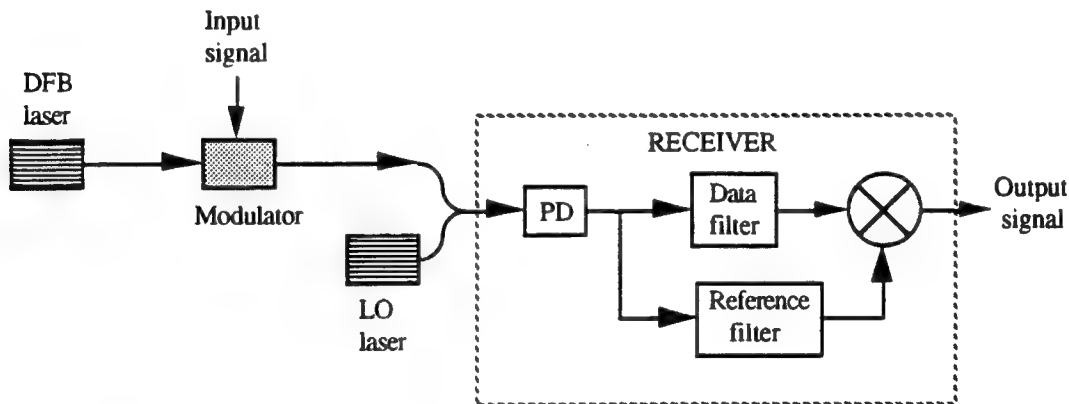 Input
signal
DFB
laser
Modulator
LO
laser
RECEIVER
PD
Data
filter
Reference
filter
Output
signal